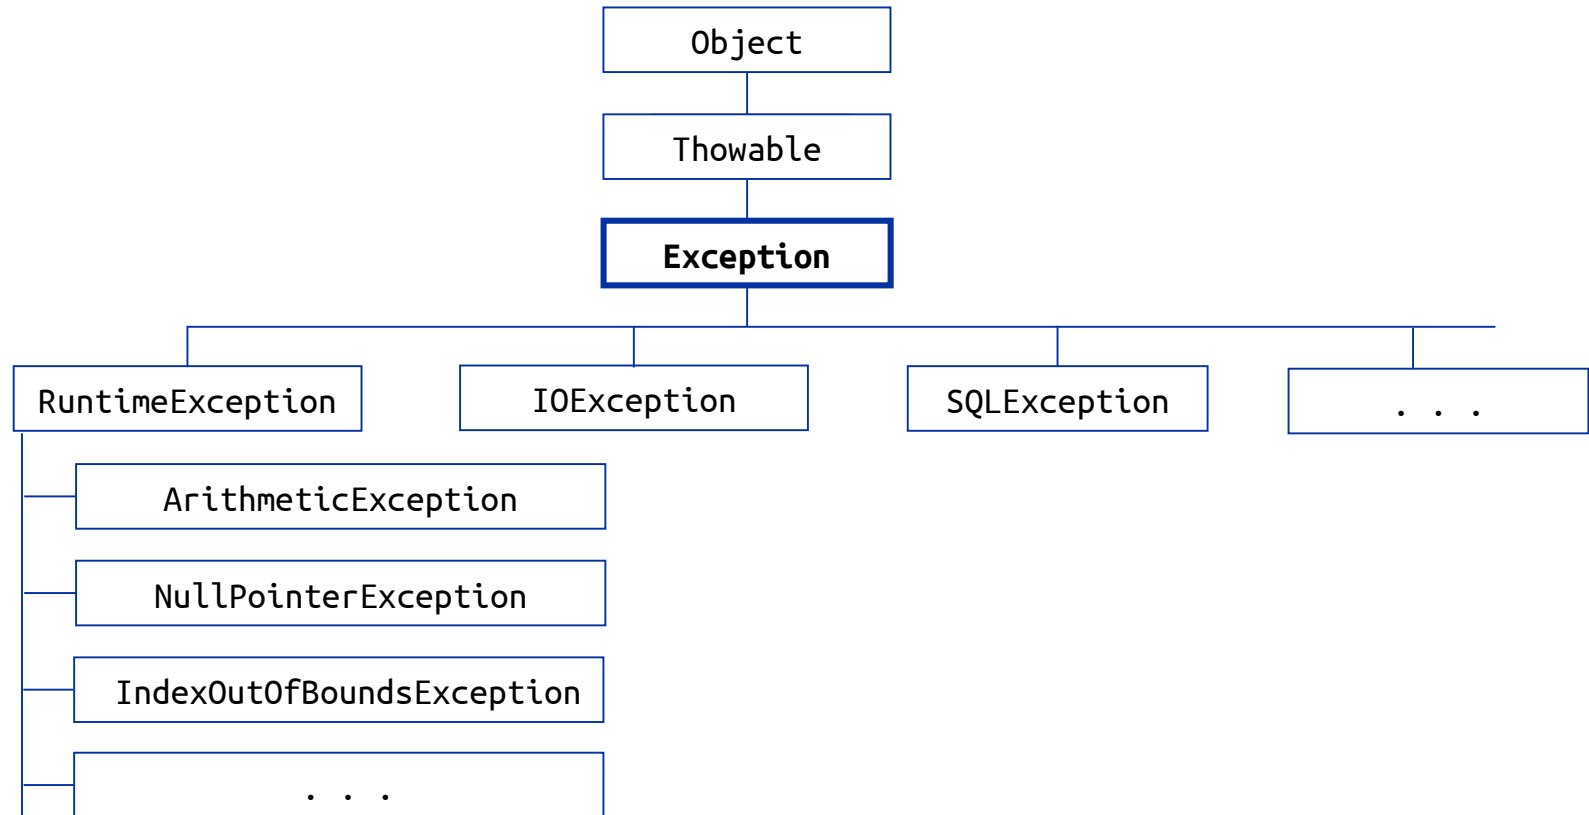 Object
Thowable
Exception
RuntimeException
IOException
SQLException
. . .
ArithmeticException
NullPointerException
IndexOutOfBoundsException
. . .